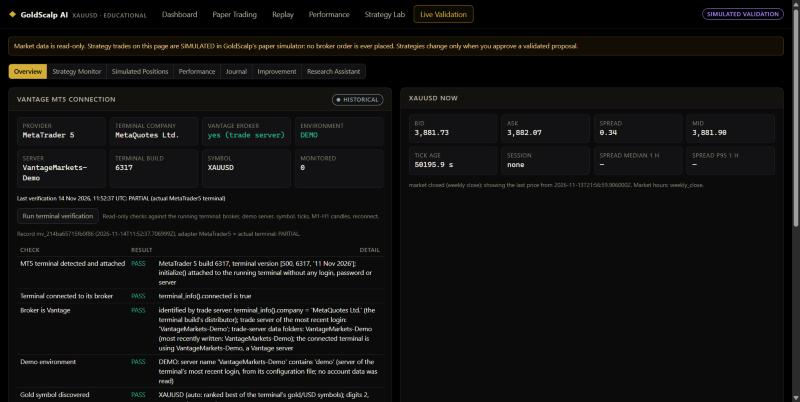 GoldScalp AI XAUUSD · EDUCATIONAL Dashboard Paper Trading Replay Performance Strategy Lab Live Validation SIMULATED VALIDATION
Market data is read-only. Strategy trades on this page are SIMULATED in GoldScalp's paper simulator: no broker order is ever placed. Strategies change only when you approve a validated proposal.
Overview Strategy Monitor Simulated Positions Performance Journal Improvement Research Assistant
VANTAGE MT5 CONNECTION HISTORICAL
PROVIDER
MetaTrader 5
TERMINAL COMPANY
MetaQuotes Ltd.
VANTAGE BROKER
yes (trade server)
ENVIRONMENT
DEMO
SERVER
VantageMarkets-
Demo
TERMINAL BUILD
6317
SYMBOL
XAUUSD
MONITORED
0
Last verification 14 Nov 2026, 11:52:37 UTC: PARTIAL (actual MetaTrader5 terminal)
Run terminal verification Read-only checks against the running terminal: broker, demo server, symbol, ticks, M1-H1 candles, reconnect.
(2026-11-14T11:52:37.706999Z), adapter MetaTrader5 = actual terminal: PARTIAL.
CHECK RESULT DETAIL
MT5 terminal detected and attached PASS MetaTrader 5 build 6317, terminal version [500, 6317, '11 Nov 2026'];
initialize() attached to the running terminal without any login, password or
server
Terminal connected to its broker PASS terminal_info().connected is true
Broker is Vantage PASS identified by trade server: terminal_info().company = 'MetaQuotes Ltd.' (the
terminal build's distributor); trade server of the most recent login:
'VantageMarkets-Demo'; trade-server data folders: VantageMarkets-Demo
(most recently written: VantageMarkets-Demo); the connected terminal is
using VantageMarkets-Demo, a Vantage server
Demo environment PASS DEMO: server name 'VantageMarkets-Demo' contains 'demo' (server of the
terminal's most recent login, from its configuration file; no account data was
read)
Gold symbol discovered PASS XAUUSD (auto: ranked best of the terminal's gold/USD symbols); digits 2,
XAUUSD NOW
BID
3,881.73
ASK
3,882.07
SPREAD
0.34
MID
3,881.90
TICK AGE
50195.9 s
SESSION
none
SPREAD MEDIAN 1 H
—
SPREAD P95 1 H
—
market closed (weekly close); showing the last price from 2026-11-13T21:56:59.906000Z. Market hours: weekly_close.